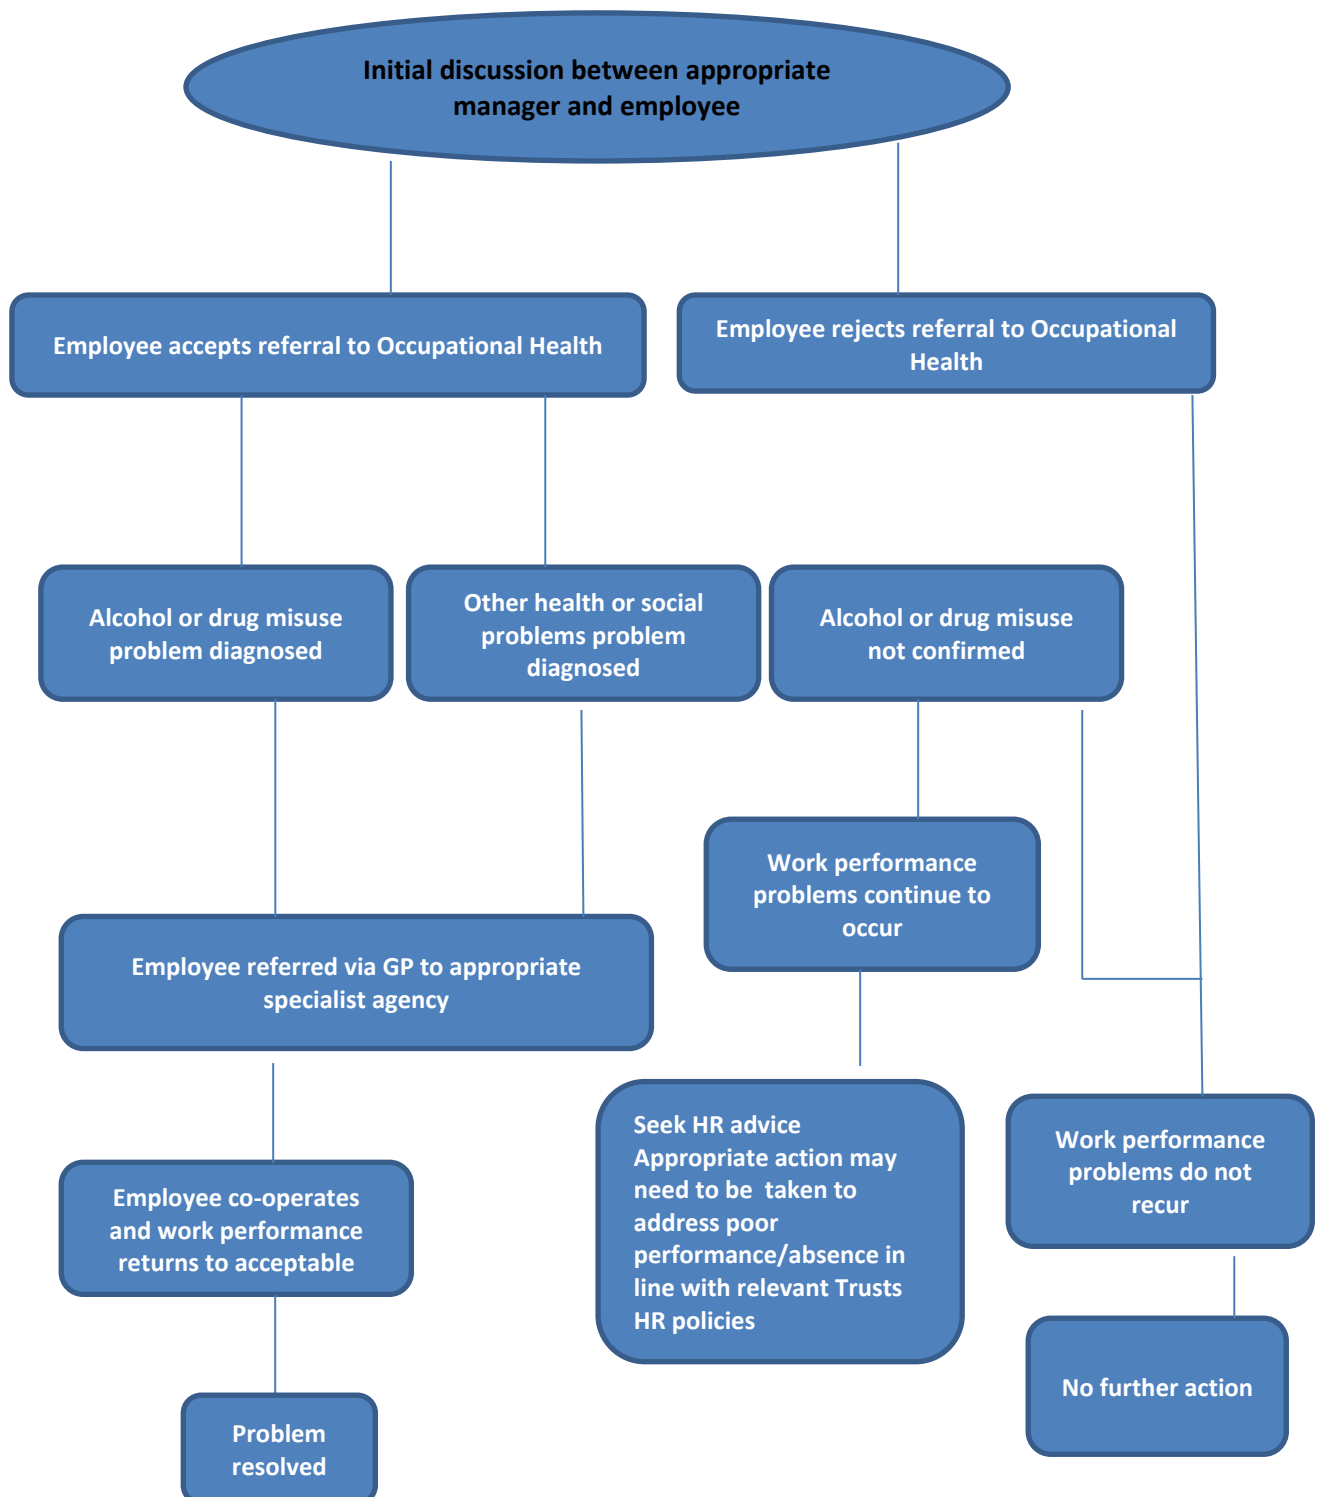 Initial discussion between appropriate
manager and employee
Employee accepts referral to Occupational Health
Employee rejects referral to Occupational
Health
Alcohol or drug misuse
problem diagnosed
Other health or social
problems problem
diagnosed
Alcohol or drug misuse
not confirmed
Work performance
problems continue to
occur
Employee referred via GP to appropriate
specialist agency
Seek HR advice
Appropriate action may
need to be  taken to
address poor
performance/absence in
line with relevant Trusts
HR policies
Work performance
problems do not
recur
Employee co-operates
and work performance
returns to acceptable
No further action
Problem
resolved